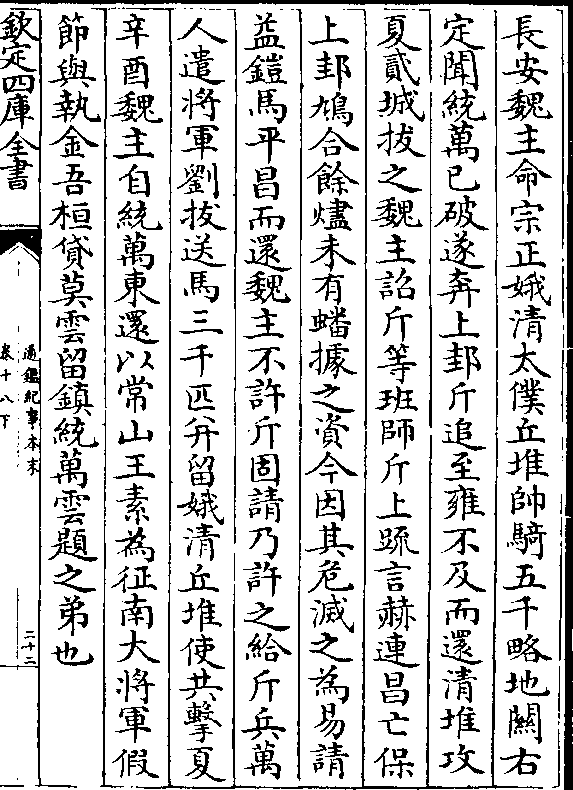 長安魏主命宗正娥清太僕丘堆帥騎五千略地關右
定聞統萬已破遂奔上邽斤追至雍不及而還清堆攻
夏貳城拔之魏主詔斤等班師斤上䟽言赫連昌亡保
上邽鳩合餘燼未有蟠據之資今因其危滅之為易請
益鎧馬平昌而還魏主不許斤固請乃許之給斤兵萬
人遣將軍劉拔送馬三千匹并留娥清丘堆使共擊夏
辛酉魏主自統萬東還以常山王素為征南大將軍假
節與執金吾桓貸莫雲留鎮統萬雲題之弟也
欽定四庫全書
通鑑紀事本末
卷十八下
二十二